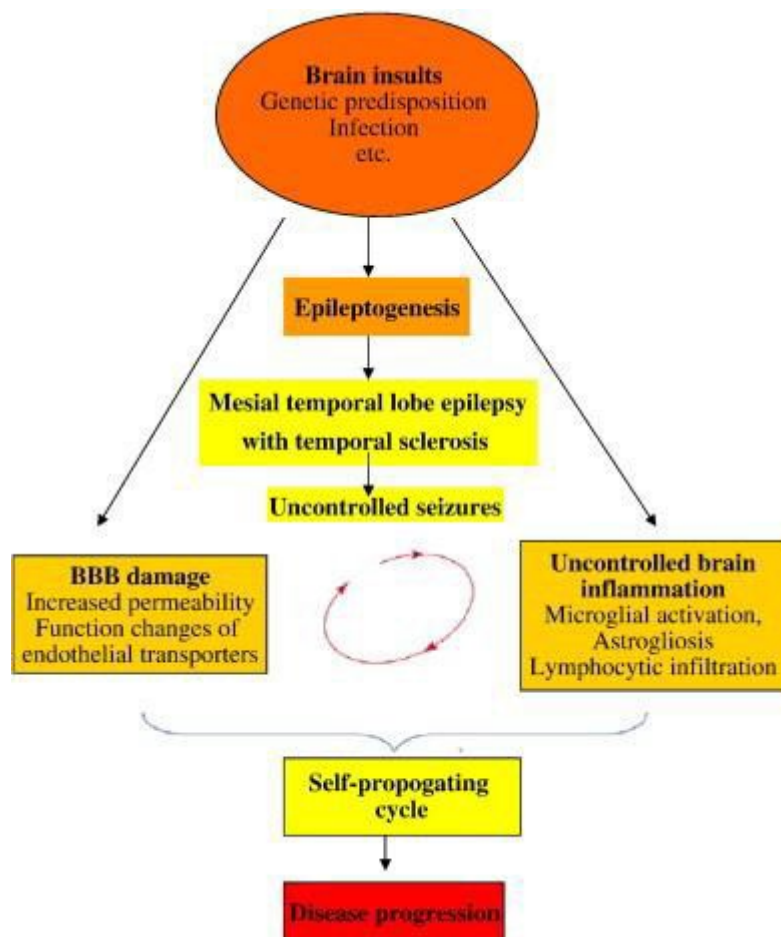 Brain insults
Genetic predisposition
Infection
etc.
Epileptogenesis
Mesial temporal lobe epilepsy
with temporal sclerosis
Uncontrolled seizures
BBB damage
Increased permeability
Function changes of
endothelial transporters
Uncontrolled brain
inflammation
Microglial activation,
Astrogliosis
Lymphocytic infiltration
Self-propogating
cycle
Disease progression